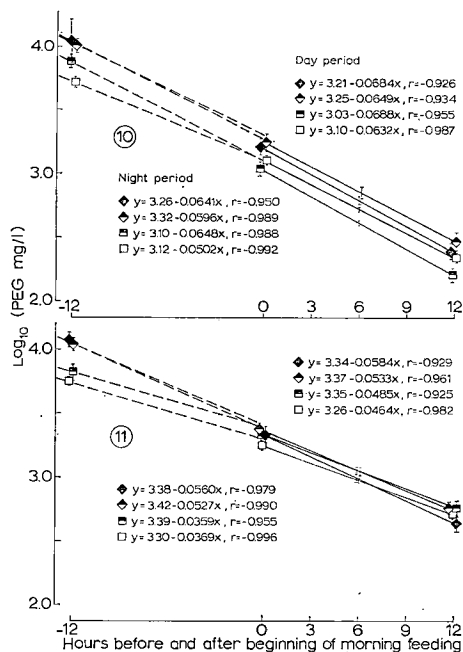 4.0
3.0
2.0
Day period
y=3.21-0.0684x, r=-0.926
y=3.25-0.0649x, r=-0.934
y=3.03-0.0688x, r=-0.955
y=3.10-0.0632x, r=-0.987
10
Night period
y=3.26-0.0641x, r=-0.950
y=3.32-0.0596x, r=-0.989
y=3.10-0.0648x, r=-0.988
y=3.12-0.0502x, r=-0.992
-12 0 3 6 9 12
Log10 (PEG mg/l)
4.0
3.0
2.0
y=3.34-0.0584x, r=-0.929
y=3.37-0.0533x, r=-0.961
y=3.35-0.0485x, r=-0.925
y=3.26-0.0464x, r=-0.982
11
y=3.38-0.0560x, r=-0.979
y=3.42-0.0527x, r=-0.990
y=3.39-0.0359x, r=-0.955
y=3.30-0.0369x, r=-0.996
-12 0 3 6 9 12
Hours before and after beginning of morning feeding